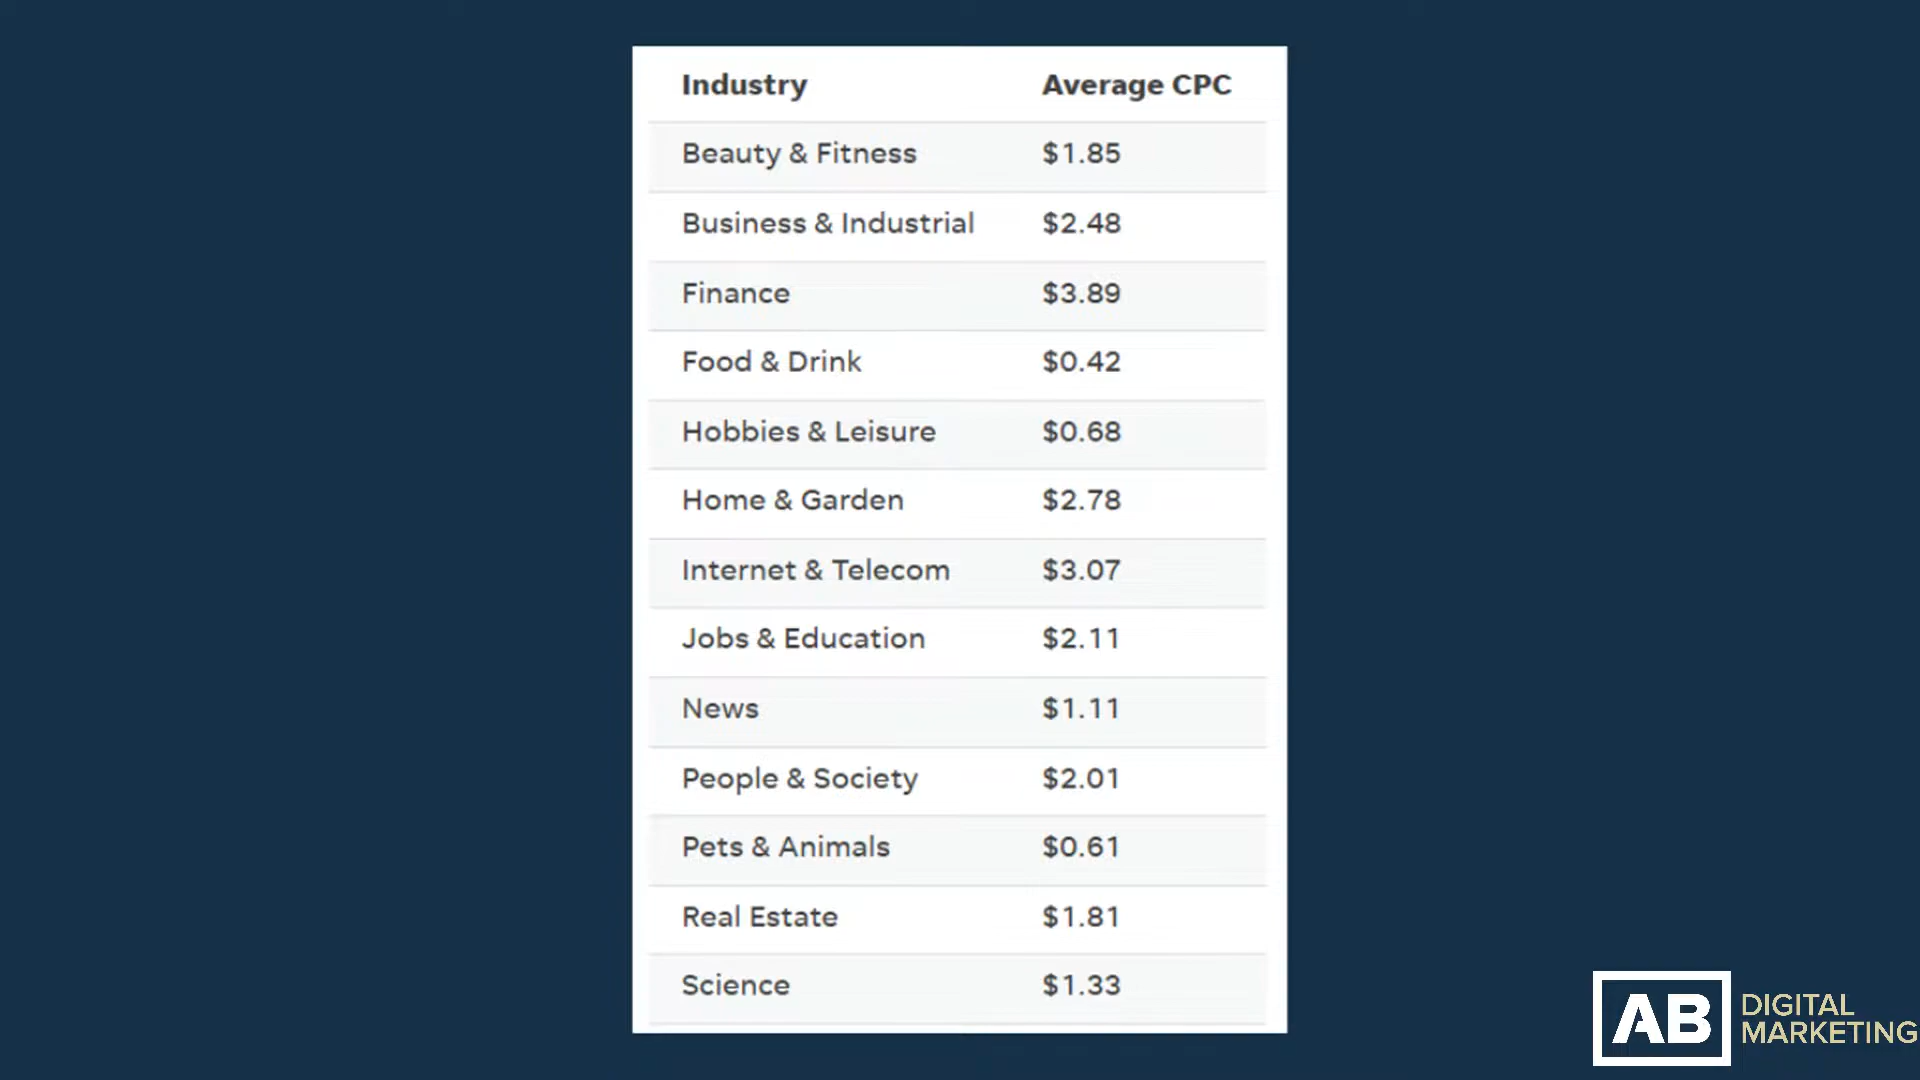 Industry Average CPC
Beauty & Fitness $1.85
Business & Industrial $2.48
Finance $3.89
Food & Drink $0.42
Hobbies & Leisure $0.68
Home & Garden $2.78
Internet & Telecom $3.07
Jobs & Education $2.11
News $1.11
People & Society $2.01
Pets & Animals $0.61
Real Estate $1.81
Science $1.33
AB DIGITAL
MARKETING